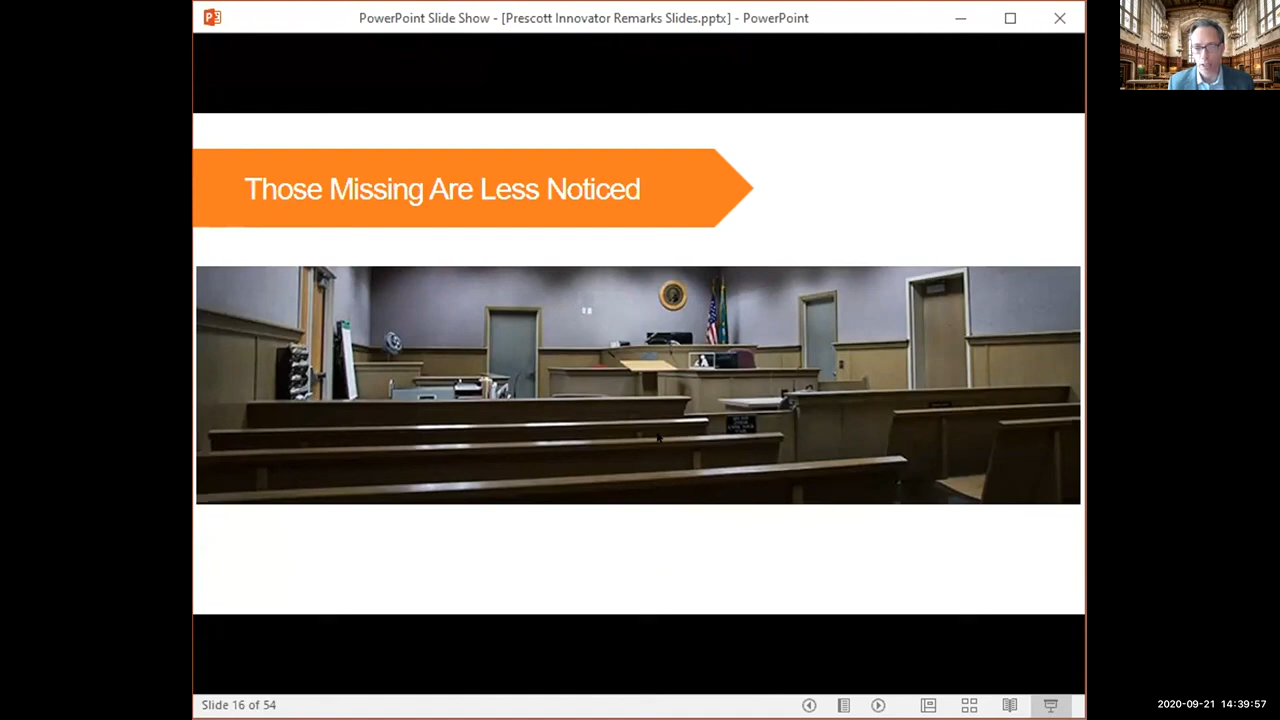 PowerPoint Slide Show - [Prescott Innovator Remarks Slides.pptx] - PowerPoint
Those Missing Are Less Noticed
Slide 16 of 54
2020-09-21 14:39:57